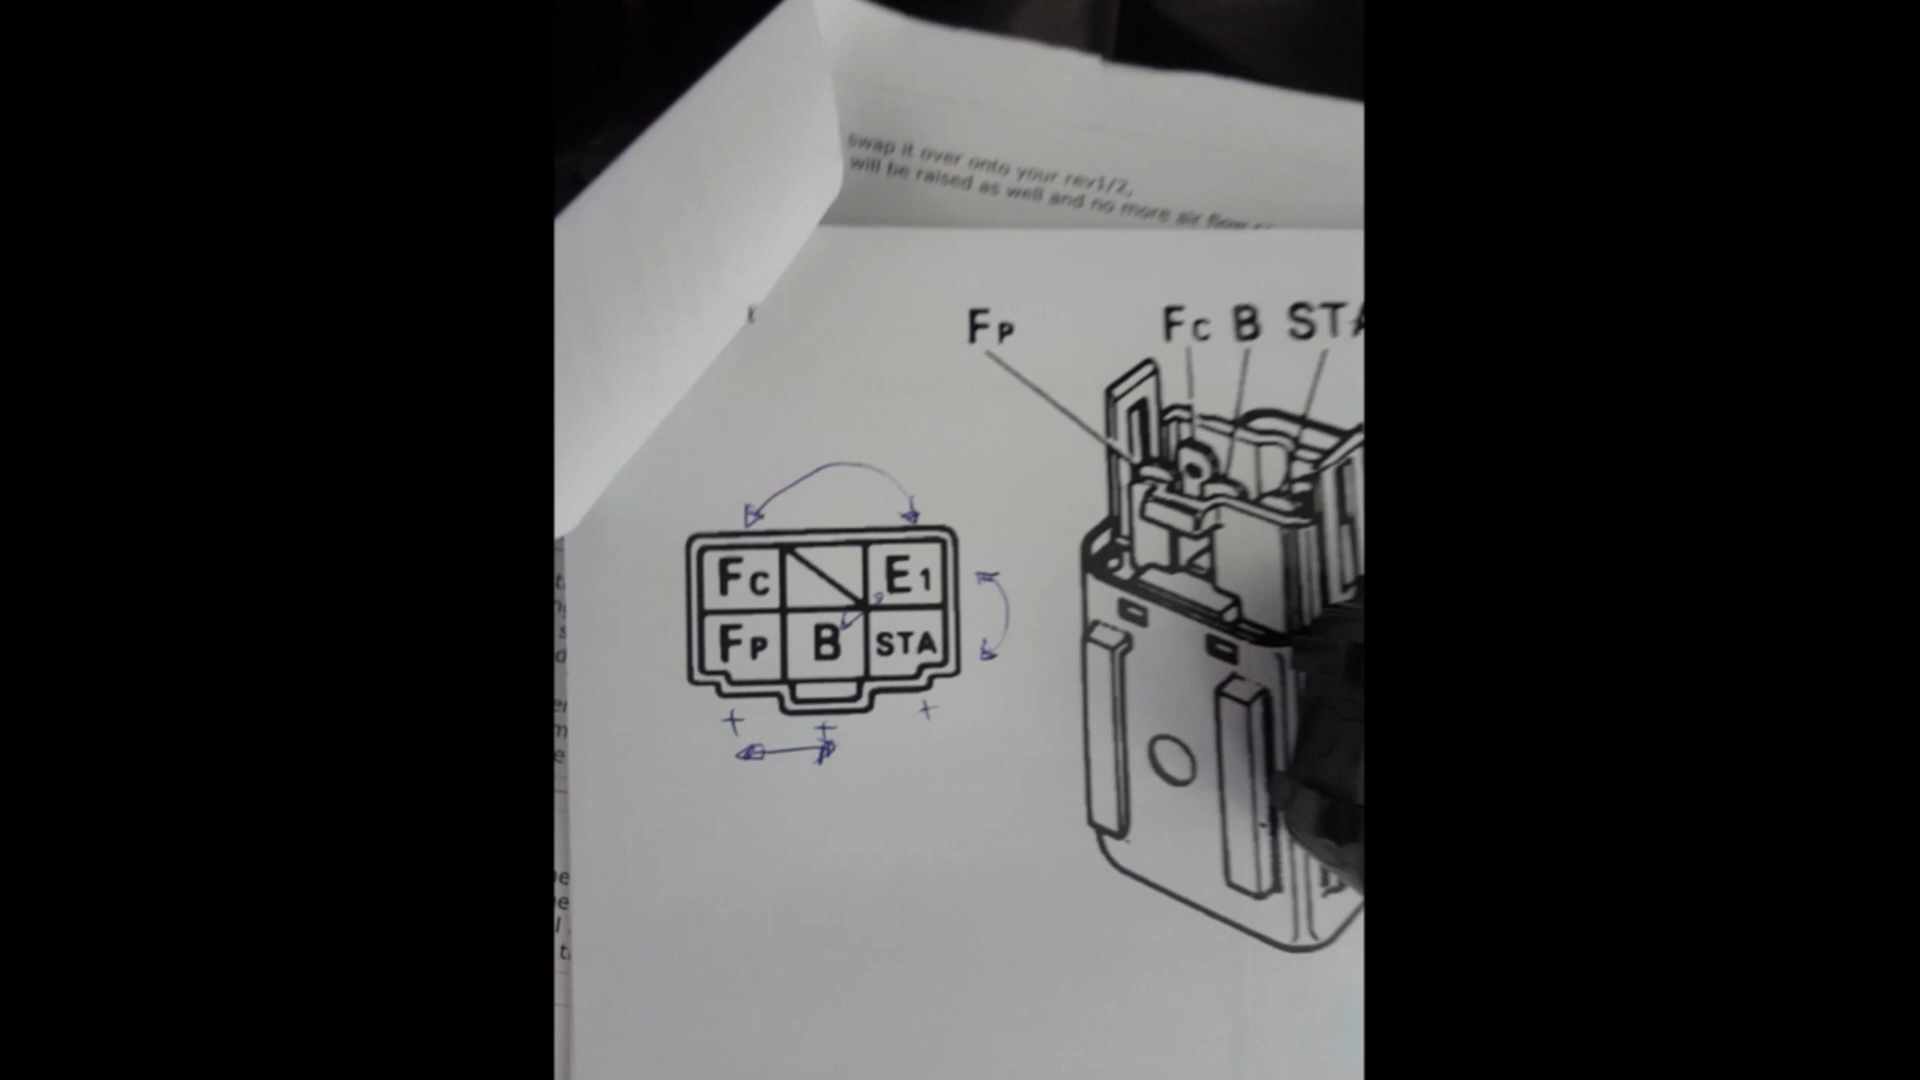 swap it over onto your rev1/2,
will be raised as well and no more air flow
Fp Fc B STA
Fc E1
Fp B STA
+ + +